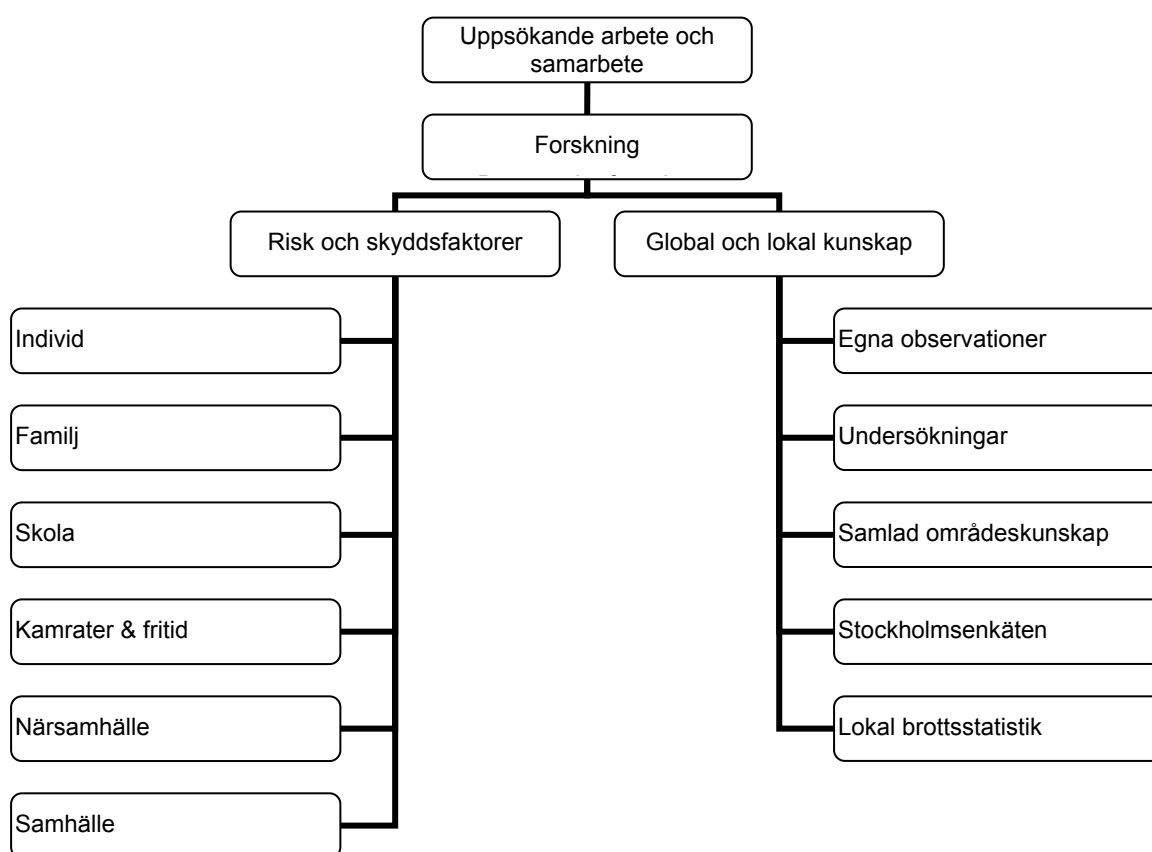 Uppsökande arbete och
samarbete
Forskning
Risk och skyddsfaktorer
Global och lokal kunskap
Individ
Familj
Skola
Kamrater & fritid
Närsamhälle
Samhälle
Egna observationer
Undersökningar
Samlad områdeskunskap
Stockholmsenkäten
Lokal brottsstatistik